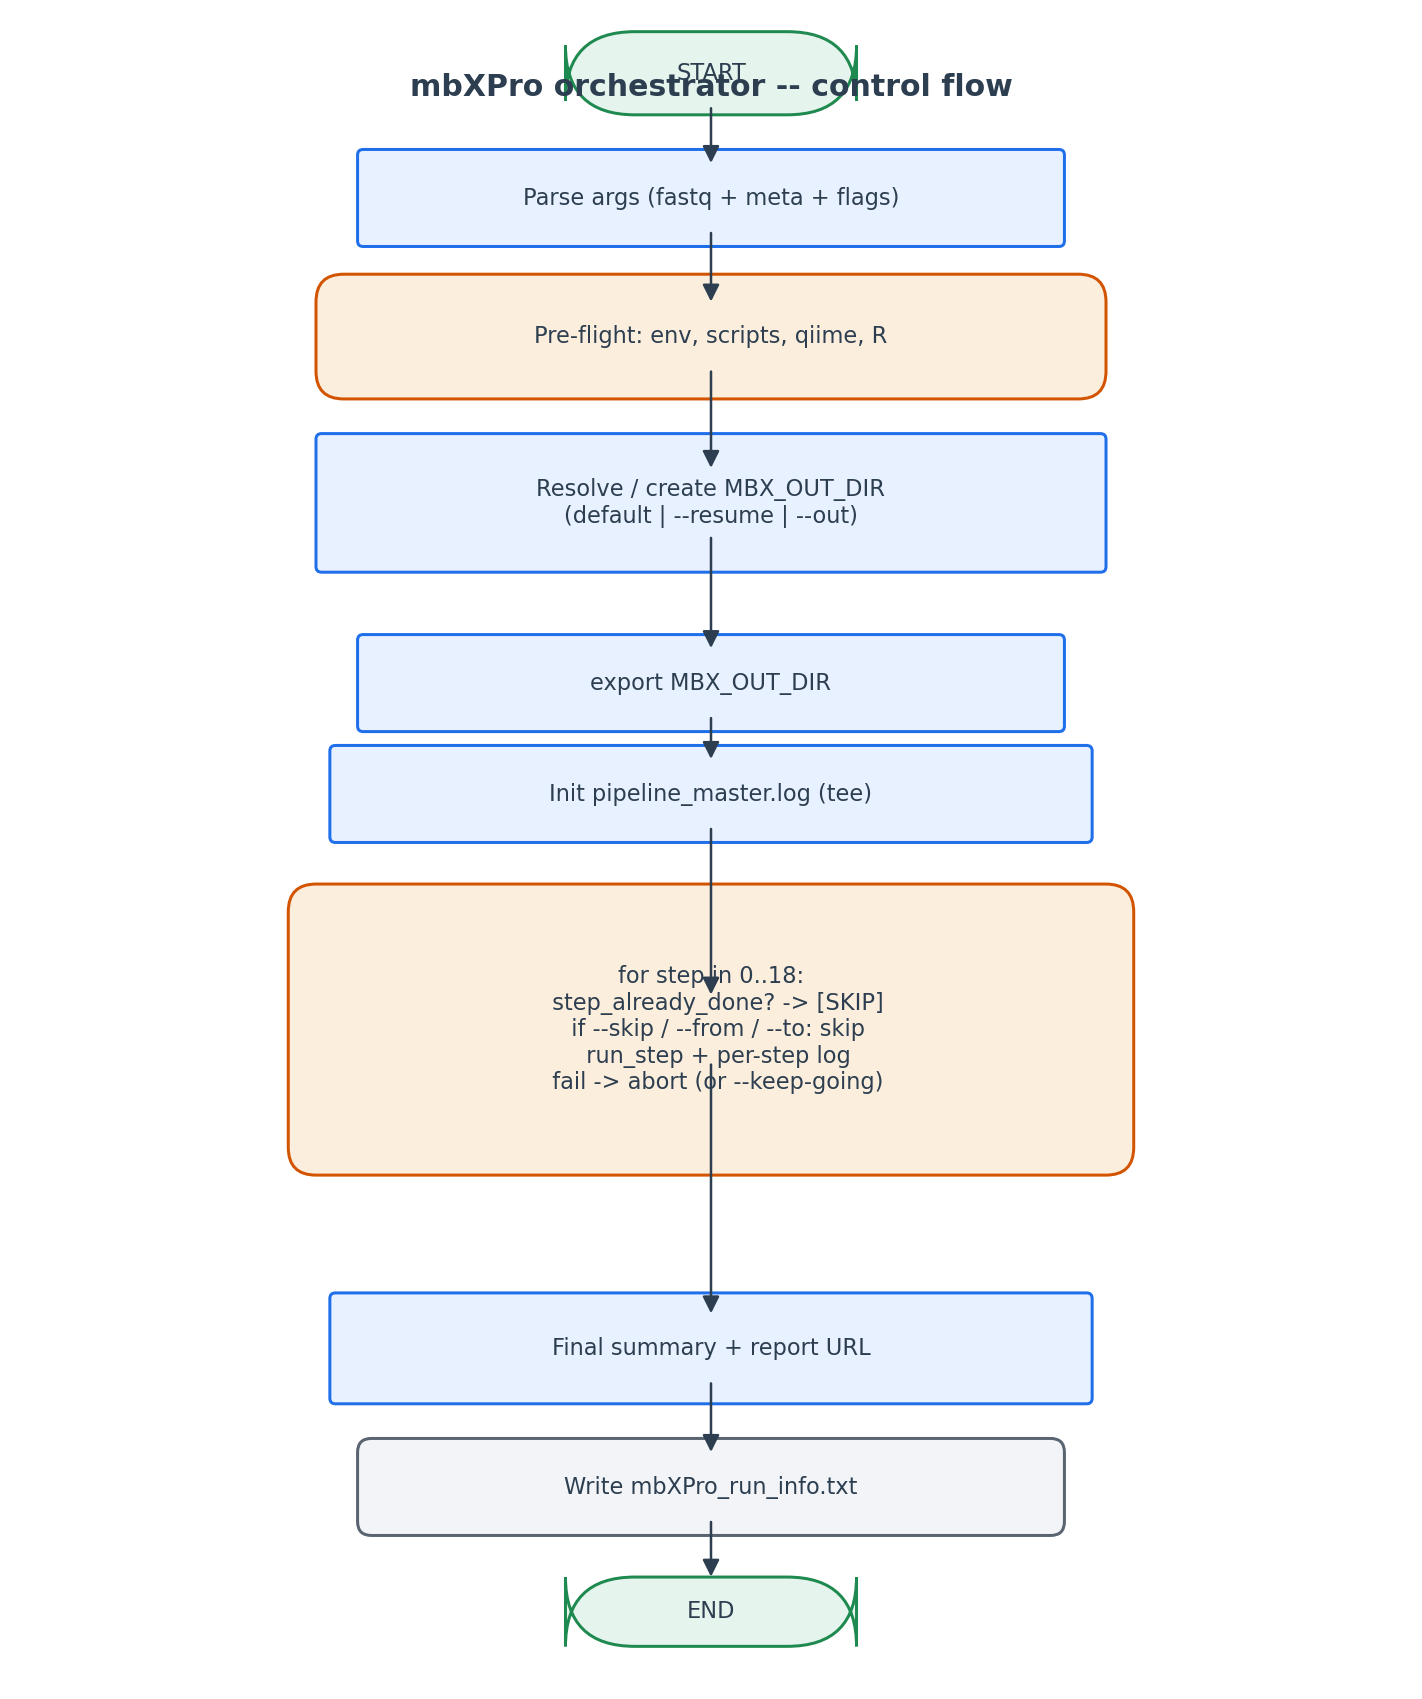 START
mbXPro orchestrator -- control flow
Parse args (fastq + meta + flags)
Pre-flight: env, scripts, qiime, R
Resolve / create MBX_OUT_DIR
(default | --resume | --out)
export MBX_OUT_DIR
Init pipeline_master.log (tee)
for step in 0..18:
step_already_done? -> [SKIP]
if --skip / --from / --to: skip
run_step + per-step log
fail -> abort (or --keep-going)
Final summary + report URL
Write mbXPro_run_info.txt
END